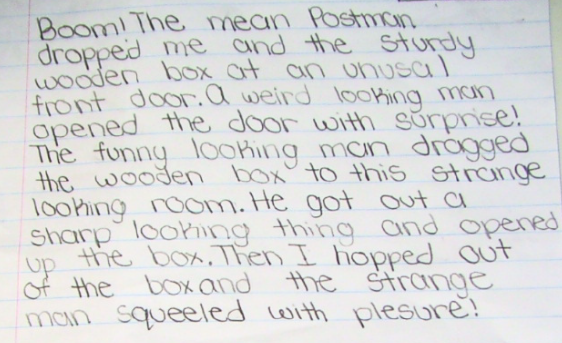 Boom! The mean Postman
dropped me and the sturdy
wooden box at an unusal
front door. a weird looking man
opened the door with surprise!
The funny looking man dragged
the wooden box to this strange
looking room. He got out a
sharp looking thing and opened
up the box. Then I hopped out
of the box and the strange
man squeeled with plesure!